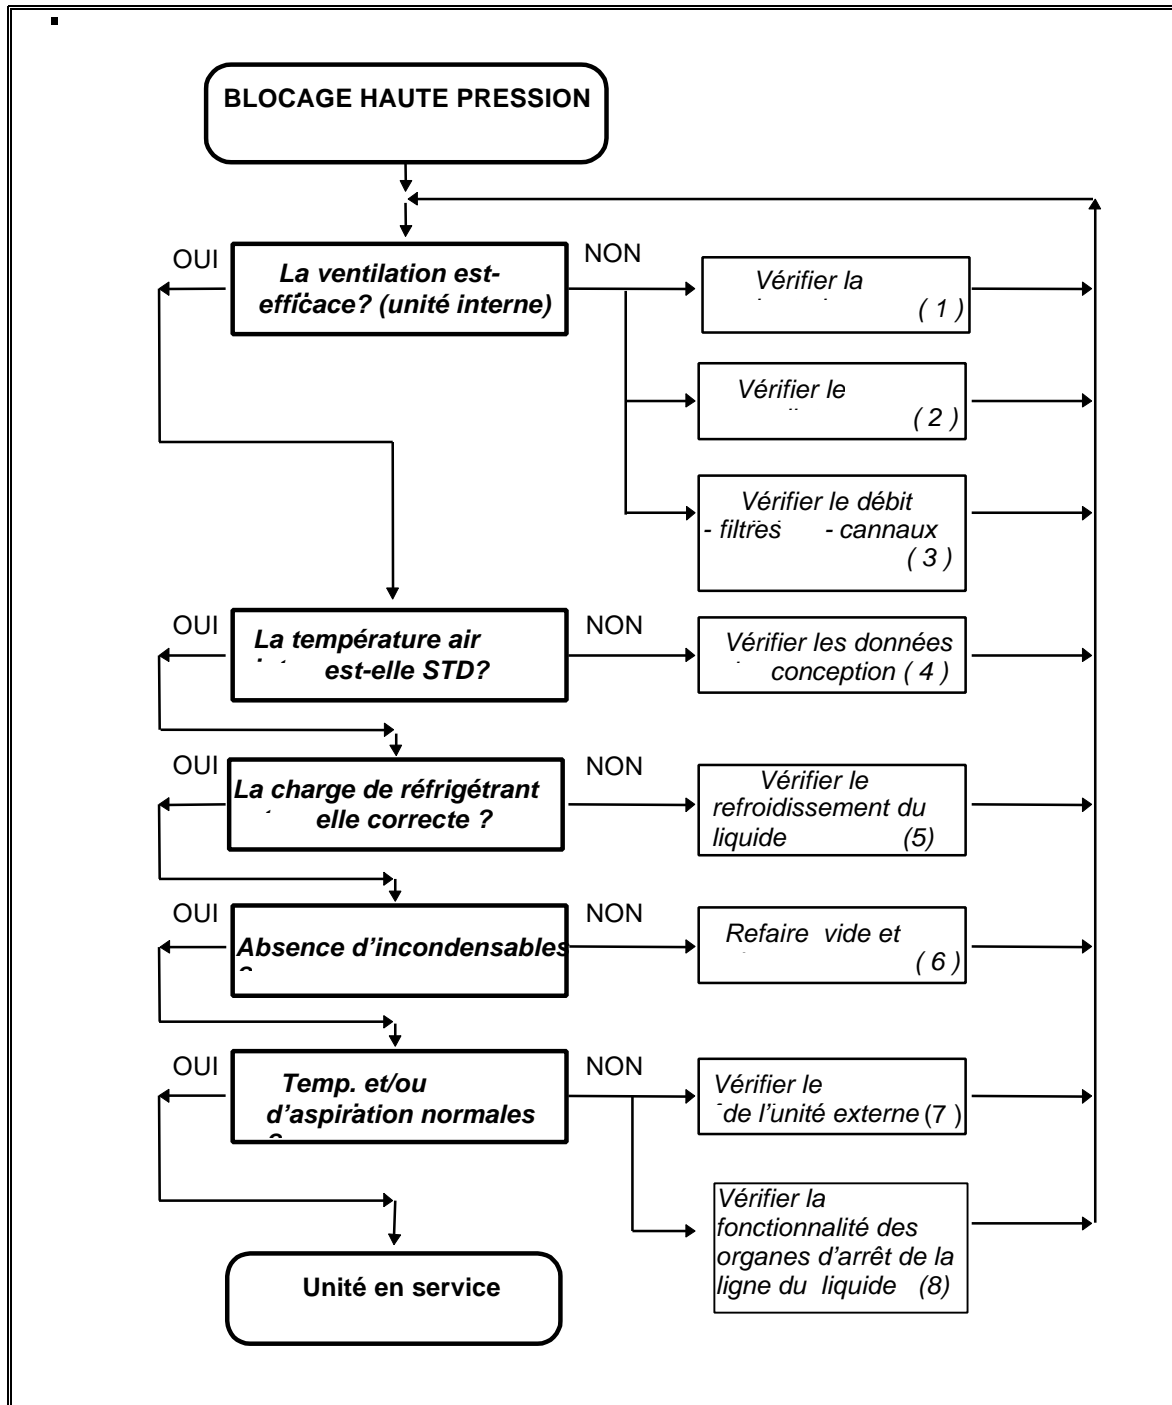 BLOCAGE HAUTE PRESSION
OUI
NON
La ventilation est-
efficace? (unité interne)
Vérifier la
( 1 )
Vérifier le
( 2 )
Vérifier le débit
- filtres - cannaux
( 3 )
OUI
NON
La température air
est-elle STD?
Vérifier les données
conception ( 4 )
OUI
NON
La charge de réfrigétrant
elle correcte ?
Vérifier le
refroidissement du
liquide (5)
OUI
NON
Absence d’incondensables
?
Refaire vide et
( 6 )
OUI
NON
Temp. et/ou
d’aspiration normales
?
Vérifier le
de l’unité externe (7 )
Vérifier la
fonctionnalité des
organes d’arrêt de la
ligne du liquide (8)
Unité en service